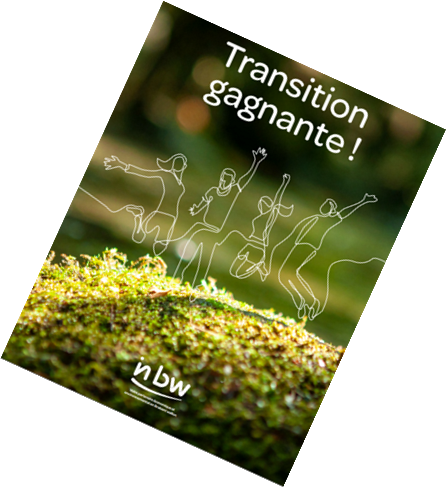 Transition
gagnante !
in bw